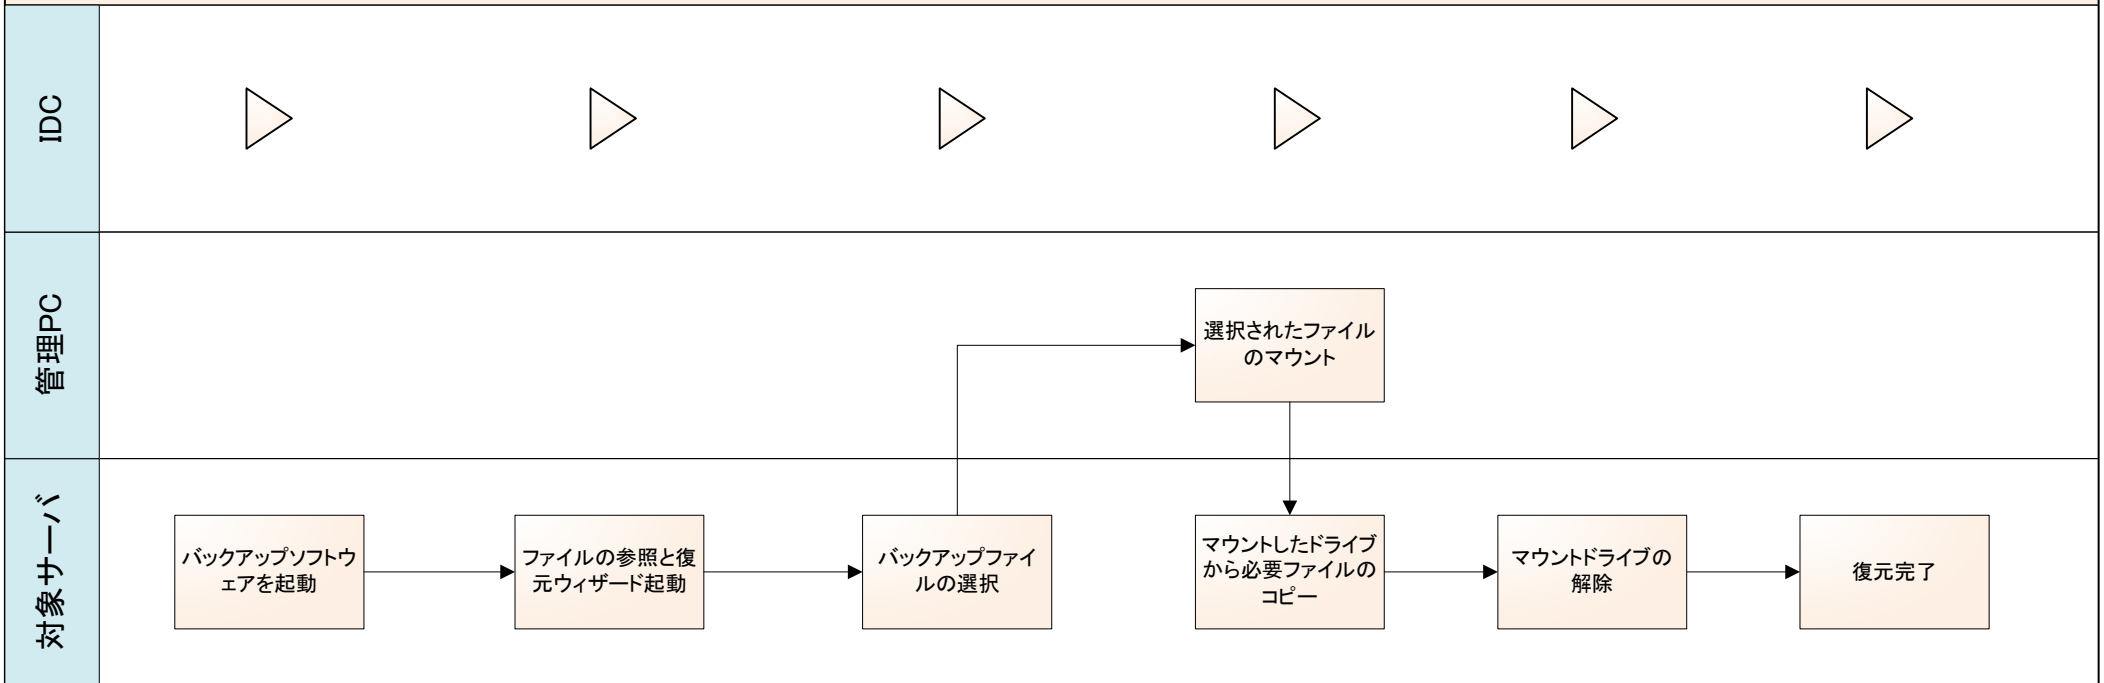 IDC
管理PC
選択されたファイル
のマウント
対象サーバ
バックアップソフトウ
ェアを起動
ファイルの参照と復
元ウィザード起動
バックアップファイ
ルの選択
マウントしたドライブ
から必要ファイルの
コピー
マウントドライブの
解除
復元完了